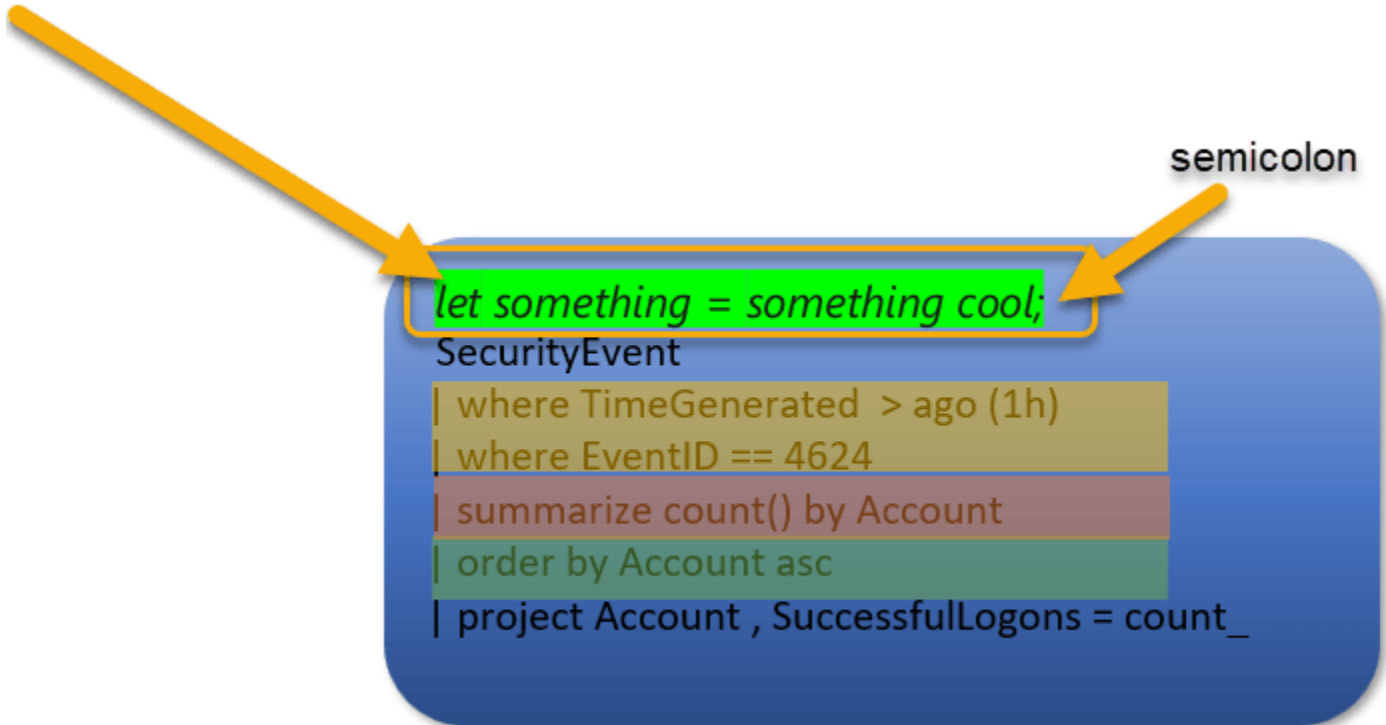 semicolon
let something = something cool;
SecurityEvent
| where TimeGenerated  > ago (1h)
| where EventID == 4624
| summarize count() by Account
| order by Account asc
| project Account , SuccessfulLogons = count_